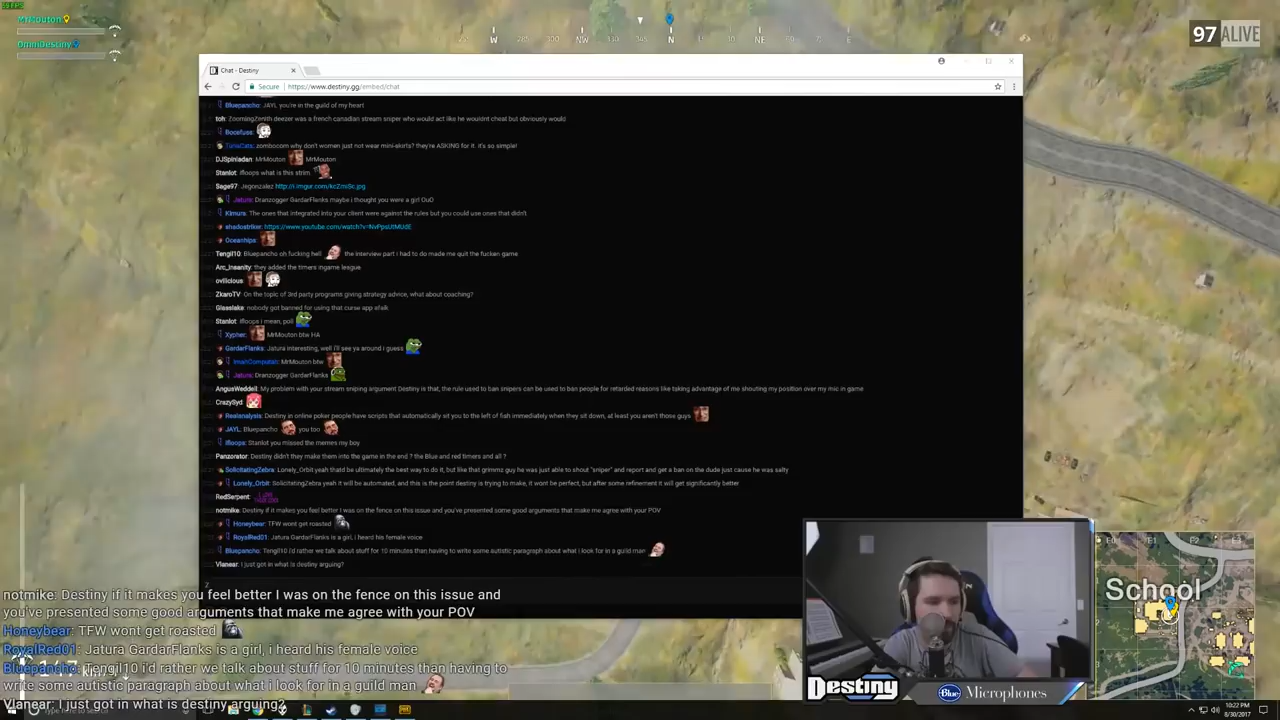 MrMouton
OmniDestiny
W NW N NE E
97 ALIVE
Chat - Destiny
Secure https://www.destiny.gg/embed/chat
Bluepancho: JAYL you're in the guild of my heart
toh: ZoomingZenith deezer was a french canadian stream sniper who would act like he wouldnt cheat but obviously would
Bocefuss:
TunaCats: zombocom why don't women just not wear mini-skirts? they're ASKING for it. it's so simple!
DJSpinladan: MrMouton MrMouton
Stanlot: ifloops what is this strim
Sage97: Jegonzalez http://i.imgur.com/kcZmiSc.jpg
Jatura: Dranzogger GardarFlanks maybe i thought you were a girl OuO
Kimura: The ones that integrated into your client were against the rules but you could use ones that didn't
shadostriker: https://www.youtube.com/watch?v=NvPpsUtMUdE
Oceanhips:
Tengil10: Bluepancho oh fucking hell the interview part i had to do made me quit the fucken game
Arc_Insanity: they added the timers ingame league.
ovilicious:
ZkaroTV: On the topic of 3rd party programs giving strategy advice, what about coaching?
Glasslake: nobody got banned for using that curse app afaik
Stanlot: ifloops i mean, poll
Xypher: MrMouton btw HA
GardarFlanks: Jatura interesting, well i'll see ya around i guess
ImahComputah: MrMouton btw
Jatura: Dranzogger GardarFlanks
AngusWeddell: My problem with your stream sniping argument Destiny is that, the rule used to ban snipers can be used to ban people for retarded reasons like taking advantage of me shouting my position over my mic in game
CrazySyd
Realsnalysis: Destiny in online poker people have scripts that automatically sit you to the left of fish immediately when they sit down, at least you aren't those guys
JAYL: Bluepancho you too
ifloops: Stanlot you missed the memes my boy
Panzorator: Destiny didn't they make them into the game in the end ? the Blue and red timers and all ?
SolicitatingZebra: Lonely_Orbit yeah thatd be ultimately the best way to do it, but like that grimmz guy he was just able to shout "sniper" and report and get a ban on the dude just cause he was salty
Lonely_Orbit: SolicitatingZebra yeah it will be automated, and this is the point destiny is trying to make, it wont be perfect, but after some refinement it will get significantly better
RedSerpent:
notmike: Destiny if it makes you feel better I was on the fence on this issue and you've presented some good arguments that make me agree with your POV
Honeybear: TFW wont get roasted
RoyalRed01: Jatura GardarFlanks is a girl, i heard his female voice
Bluepancho: Tengil10 i'd rather we talk about stuff for 10 minutes than having to write some autistic paragraph about what i look for in a guild man
Vlanear: I just got in what is destiny arguing?
notmike: Destiny if it makes you feel better I was on the fence on this issue and
you've presented some good arguments that make me agree with your POV
Honeybear: TFW wont get roasted
RoyalRed01: Jatura GardarFlanks is a girl, i heard his female voice
Bluepancho: Tengil10 i'd rather we talk about stuff for 10 minutes than having to
write some autistic paragraph about what i look for in a guild man
Vlanear: I just got in what is destiny arguing?
School
Destiny
Blue Microphones
10:22 PM
8/30/2017